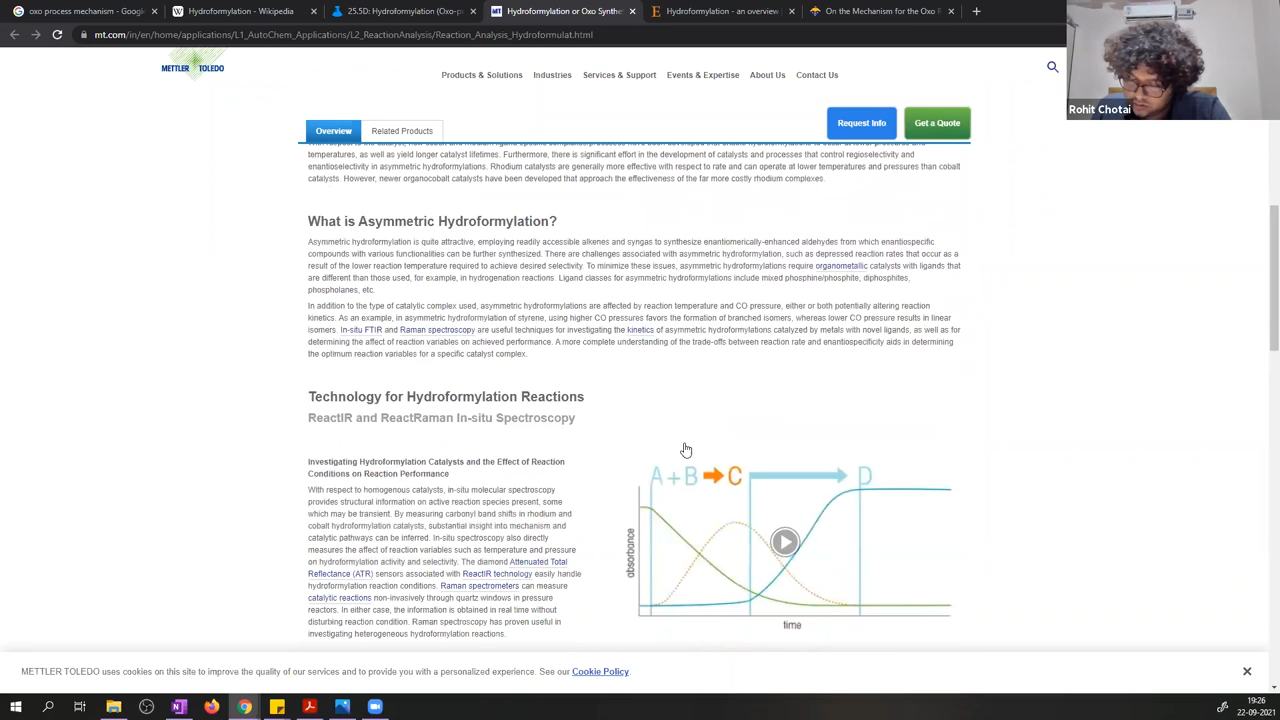 oxo process mechanism - Google
Hydroformylation - Wikipedia
25.5D: Hydroformylation (Oxo-p
MT Hydroformylation or Oxo Synthe
Hydroformylation - an overview
On the Mechanism for the Oxo R
mt.com/in/en/home/applications/L1_AutoChem_Applications/L2_ReactionAnalysis/Reaction_Analysis_Hydroformulat.html
METTLER TOLEDO
Products & Solutions Industries Services & Support Events & Expertise About Us Contact Us
Rohit Chotai
Overview Related Products Request Info Get a Quote
temperatures, as well as yield longer catalyst lifetimes. Furthermore, there is significant effort in the development of catalysts and processes that control regioselectivity and
enantioselectivity in asymmetric hydroformylations. Rhodium catalysts are generally more effective with respect to rate and can operate at lower temperatures and pressures than cobalt
catalysts. However, newer organocobalt catalysts have been developed that approach the effectiveness of the far more costly rhodium complexes.
What is Asymmetric Hydroformylation?
Asymmetric hydroformylation is quite attractive, employing readily accessible alkenes and syngas to synthesize enantiomerically-enhanced aldehydes from which enantiospecific
compounds with various functionalities can be further synthesized. There are challenges associated with asymmetric hydroformylation, such as depressed reaction rates that occur as a
result of the lower reaction temperature required to achieve desired selectivity. To minimize these issues, asymmetric hydroformylations require organometallic catalysts with ligands that
are different than those used, for example, in hydrogenation reactions. Ligand classes for asymmetric hydroformylations include mixed phosphine/phosphite, diphosphites,
phospholanes, etc.
In addition to the type of catalytic complex used, asymmetric hydroformylations are affected by reaction temperature and CO pressure, either or both potentially altering reaction
kinetics. As an example, in asymmetric hydroformylation of styrene, using higher CO pressures favors the formation of branched isomers, whereas lower CO pressure results in linear
isomers. In-situ FTIR and Raman spectroscopy are useful techniques for investigating the kinetics of asymmetric hydroformylations catalyzed by metals with novel ligands, as well as for
determining the affect of reaction variables on achieved performance. A more complete understanding of the trade-offs between reaction rate and enantiospecificity aids in determining
the optimum reaction variables for a specific catalyst complex.
Technology for Hydroformylation Reactions
ReactIR and ReactRaman In-situ Spectroscopy
Investigating Hydroformylation Catalysts and the Effect of Reaction
Conditions on Reaction Performance
With respect to homogenous catalysts, in-situ molecular spectroscopy
provides structural information on active reaction species present, some
which may be transient. By measuring carbonyl band shifts in rhodium and
cobalt hydroformylation catalysts, substantial insight into mechanism and
catalytic pathways can be inferred. In-situ spectroscopy also directly
measures the affect of reaction variables such as temperature and pressure
on hydroformylation activity and selectivity. The diamond Attenuated Total
Reflectance (ATR) sensors associated with ReactIR technology easily handle
hydroformylation reaction conditions. Raman spectrometers can measure
catalytic reactions non-invasively through quartz windows in pressure
reactors. In either case, the information is obtained in real time without
disturbing reaction condition. Raman spectroscopy has proven useful in
investigating heterogeneous hydroformylation reactions.
A + B C D
absorbance
time
METTLER TOLEDO uses cookies on this site to improve the quality of our services and to provide you with a personalized experience. See our Cookie Policy.
19:26
22-09-2021